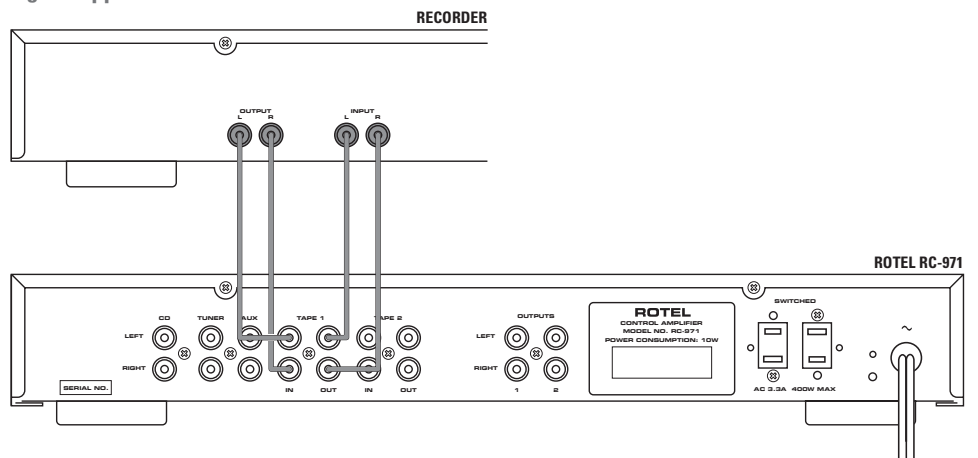 RECORDER
OUTPUT INPUT
L R L R
ROTEL RC-971
CD TUNER AUX TAPE 1 TAPE 2
LEFT
RIGHT
IN OUT IN OUT
SERIAL NO.
OUTPUTS
LEFT
RIGHT
1 2
ROTEL
CONTROL AMPLIFIER
MODEL NO. RC-971
POWER CONSUMPTION: 10W
SWITCHED
AC 3.3A 400W MAX
~